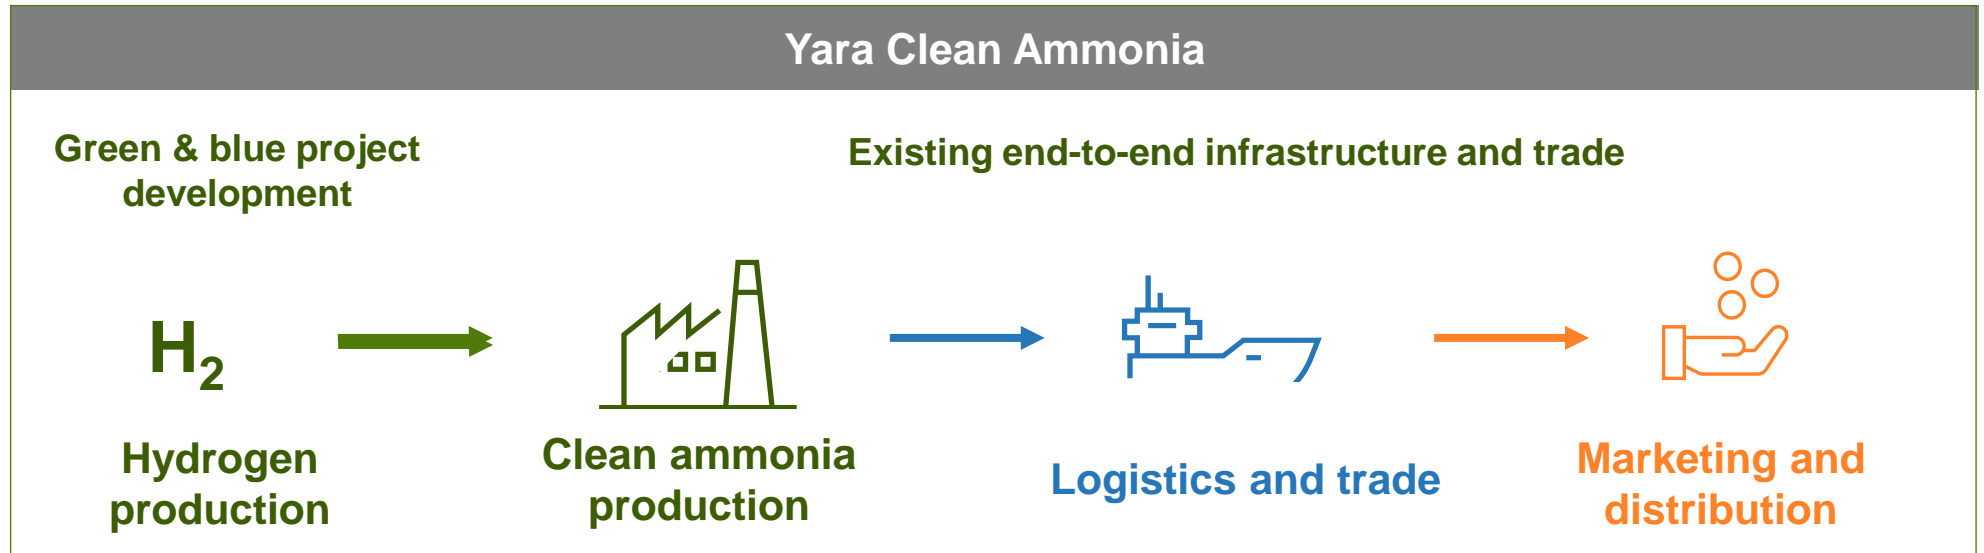 Yara Clean Ammonia
Green & blue project
development
Existing end-to-end infrastructure and trade
H₂
Hydrogen
production
Clean ammonia
production
Logistics and trade
Marketing and
distribution